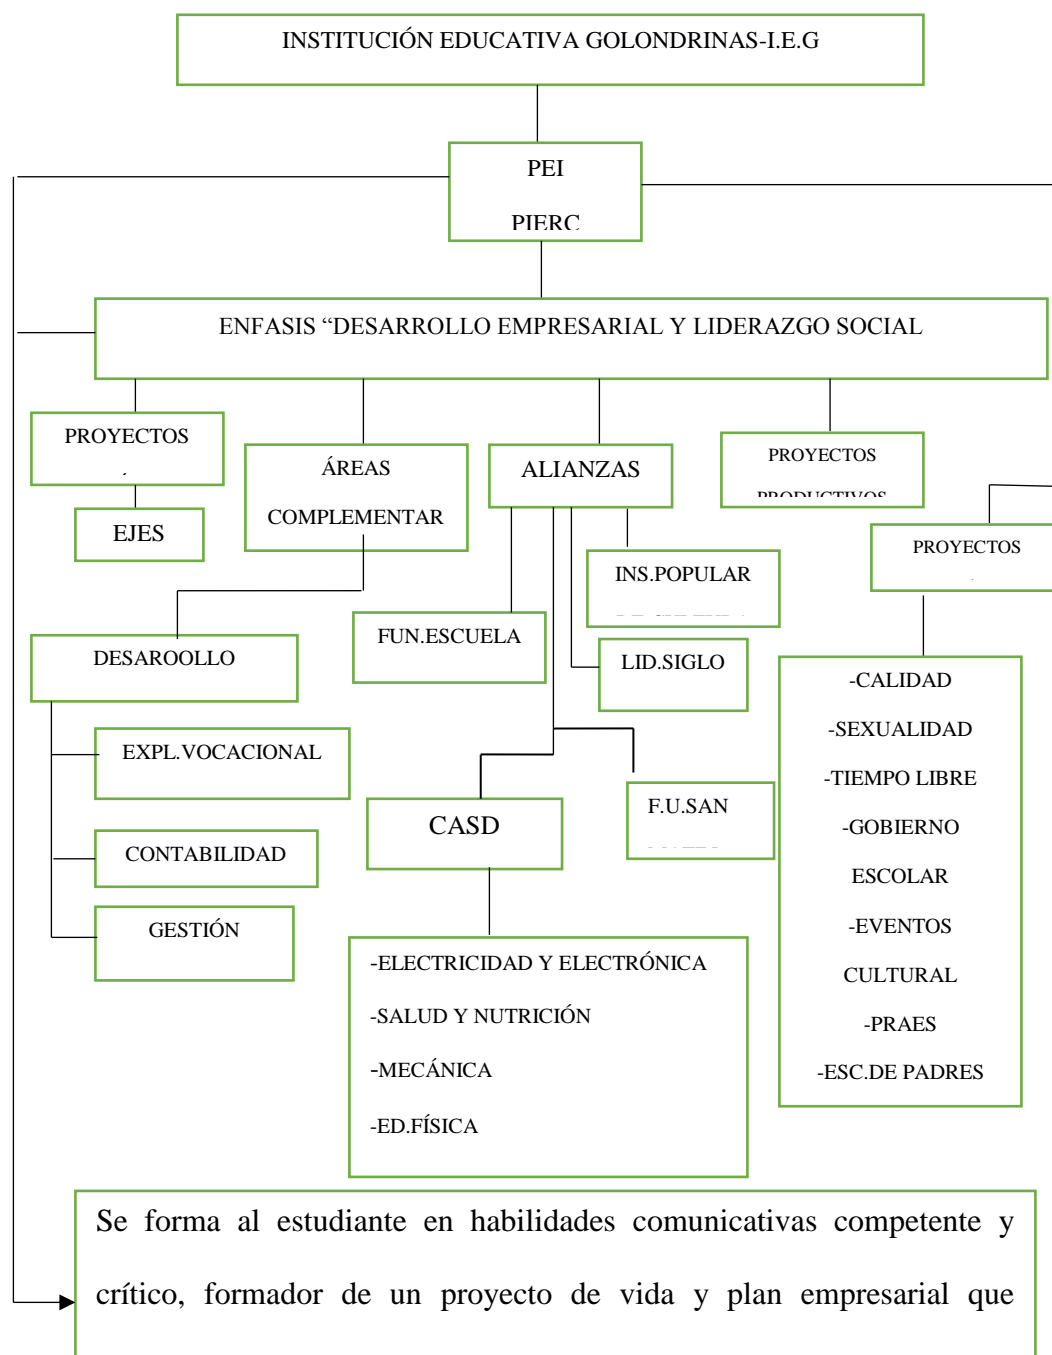 INSTITUCIÓN EDUCATIVA GOLONDRINAS-I.E.G
PEI
PIERC
ENFASIS “DESARROLLO EMPRESARIAL Y LIDERAZGO SOCIAL
PROYECTOS
EJES
ÁREAS
COMPLEMENTAR
ALIANZAS
PROYECTOS
PRODUCTIVOS
PROYECTOS
INS.POPULAR
FUN.ESCUELA
LID.SIGLO
DESAROOLLO
EXPL.VOCACIONAL
CONTABILIDAD
GESTIÓN
CASD
F.U.SAN
-ELECTRICIDAD Y ELECTRÓNICA
-SALUD Y NUTRICIÓN
-MECÁNICA
-ED.FÍSICA
-CALIDAD
-SEXUALIDAD
-TIEMPO LIBRE
-GOBIERNO
ESCOLAR
-EVENTOS
CULTURAL
-PRAES
-ESC.DE PADRES
Se forma al estudiante en habilidades comunicativas competente y
crítico, formador de un proyecto de vida y plan empresarial que